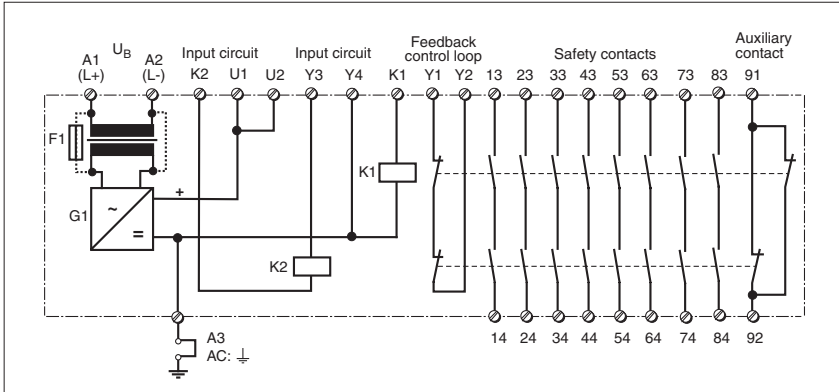 A1 (L+) U_B A2 (L-)
Input circuit
K2 U1 U2
Input circuit
Y3 Y4 K1
Feedback control loop
Y1 Y2
Safety contacts
13 23 33 43 53 63 73 83
Auxiliary contact
91
F1
K1
+
G1
~
=
K2
14 24 34 44 54 64 74 84 92
A3
AC: ⏚